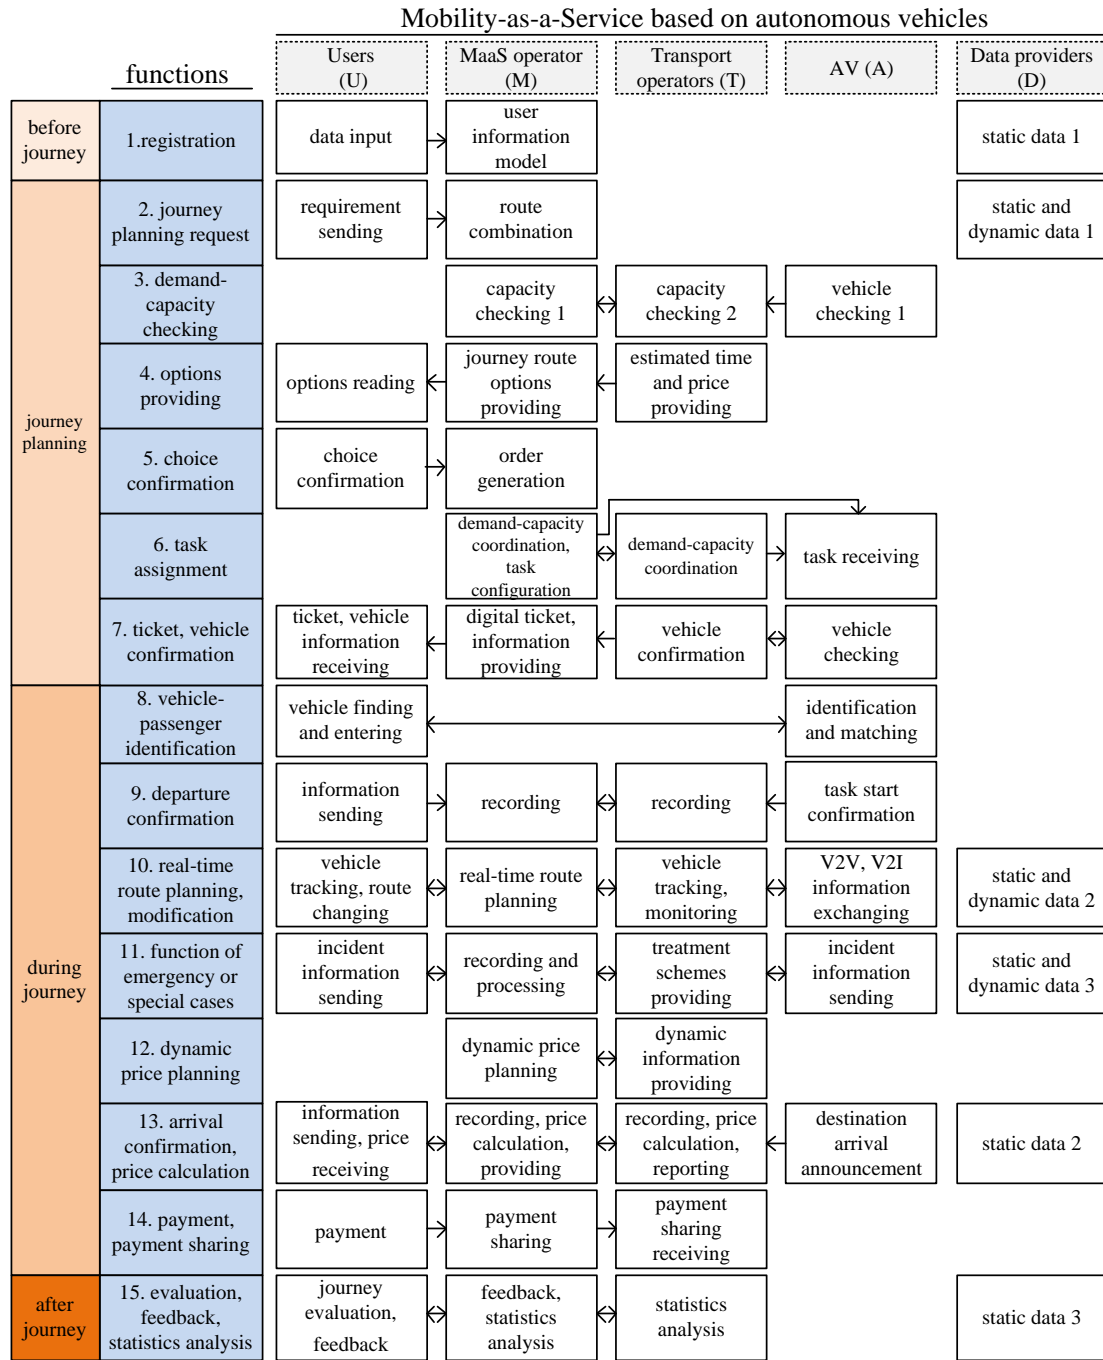 Mobility-as-a-Service based on autonomous vehicles
functions
Users
(U)
MaaS operator
(M)
Transport
operators (T)
AV (A)
Data providers
(D)
before
journey
1.registration
data input
user
information
model
static data 1
journey
planning
2. journey
planning request
requirement
sending
route
combination
static and
dynamic data 1
3. demand-
capacity
checking
capacity
checking 1
capacity
checking 2
vehicle
checking 1
4. options
providing
options reading
journey route
options
providing
estimated time
and price
providing
5. choice
confirmation
choice
confirmation
order
generation
6. task
assignment
demand-capacity
coordination,
task
configuration
demand-capacity
coordination
task receiving
7. ticket, vehicle
confirmation
ticket, vehicle
information
receiving
digital ticket,
information
providing
vehicle
confirmation
vehicle
checking
during
journey
8. vehicle-
passenger
identification
vehicle finding
and entering
identification
and matching
9. departure
confirmation
information
sending
recording
recording
task start
confirmation
10. real-time
route planning,
modification
vehicle
tracking, route
changing
real-time route
planning
vehicle
tracking,
monitoring
V2V, V2I
information
exchanging
static and
dynamic data 2
11. function of
emergency or
special cases
incident
information
sending
recording and
processing
treatment
schemes
providing
incident
information
sending
static and
dynamic data 3
12. dynamic
price planning
dynamic price
planning
dynamic
information
providing
13. arrival
confirmation,
price calculation
information
sending, price
receiving
recording, price
calculation,
providing
recording, price
calculation,
reporting
destination
arrival
announcement
static data 2
14. payment,
payment sharing
payment
payment
sharing
payment
sharing
receiving
after
journey
15. evaluation,
feedback,
statistics analysis
journey
evaluation,
feedback
feedback,
statistics
analysis
statistics
analysis
static data 3